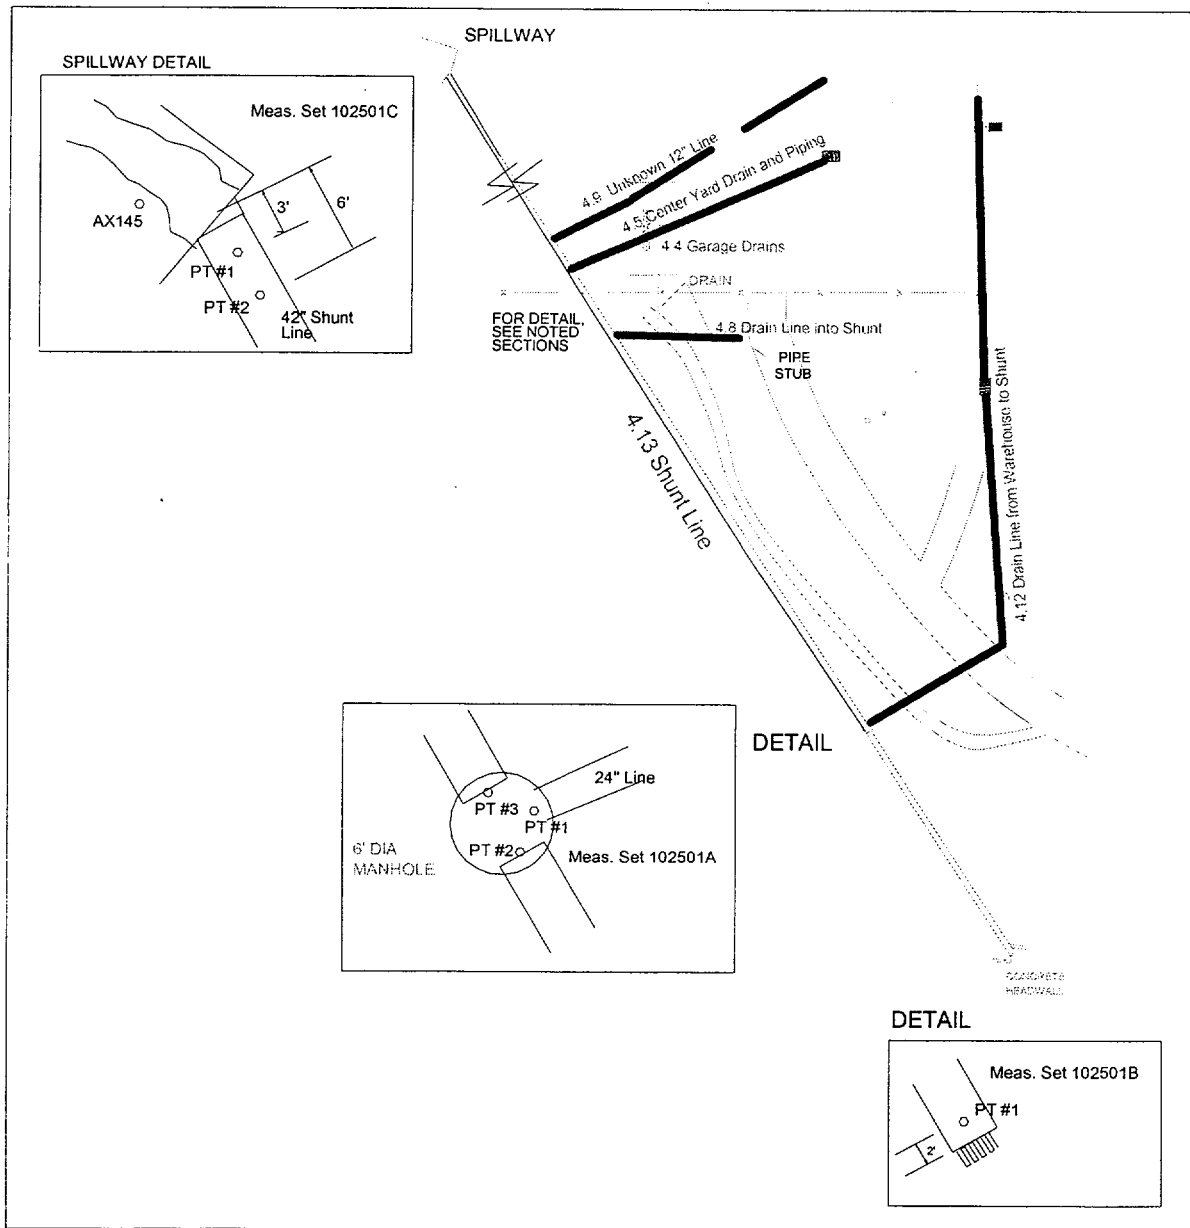 SPILLWAY
SPILLWAY DETAIL
Meas. Set 102501C
3'
6'
AX145
PT #1
PT #2
42" Shunt
Line
4.9 Unknown 12" Line
4.5 Center Yard Drain and Piping
4.4 Garage Drains
DRAIN
FOR DETAIL,
SEE NOTED
SECTIONS
4.8 Drain Line into Shunt
PIPE
STUB
4.13 Shunt Line
4.12 Drain Line from Warehouse to Shunt
DETAIL
24" Line
PT #3
PT #1
PT #2
Meas. Set 102501A
6' DIA
MANHOLE
CONCRETE
HEADWALL
DETAIL
Meas. Set 102501B
PT #1
2'